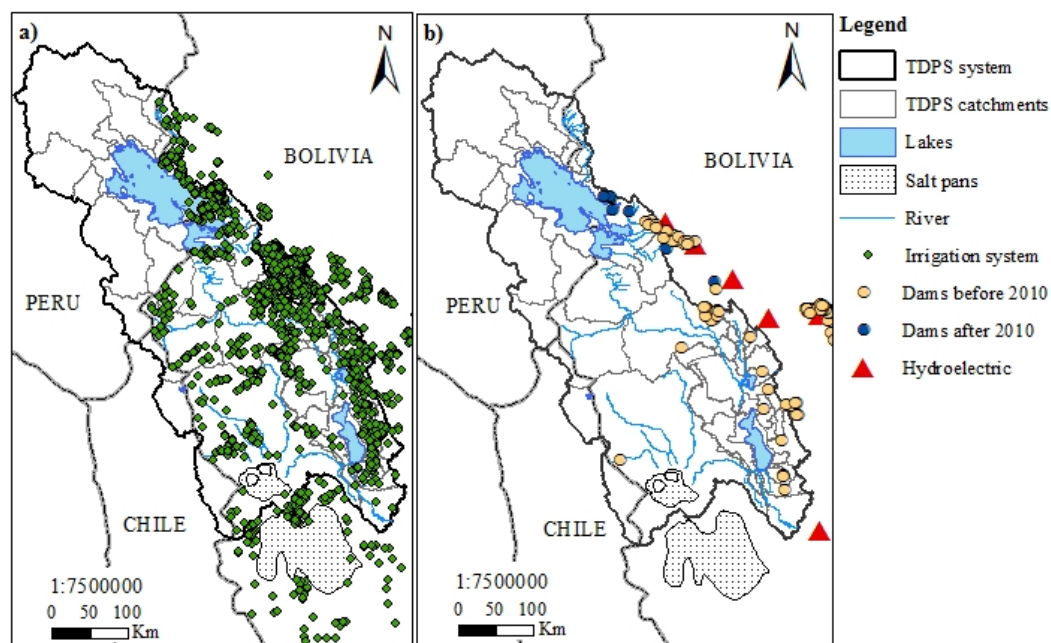 a)
N
BOLIVIA
PERU
CHILE
1:7500000
0 50 100
Km
b)
N
BOLIVIA
PERU
CHILE
1:7500000
0 50 100
Km
Legend
TDPS system
TDPS catchments
Lakes
Salt pans
River
Irrigation system
Dams before 2010
Dams after 2010
Hydroelectric